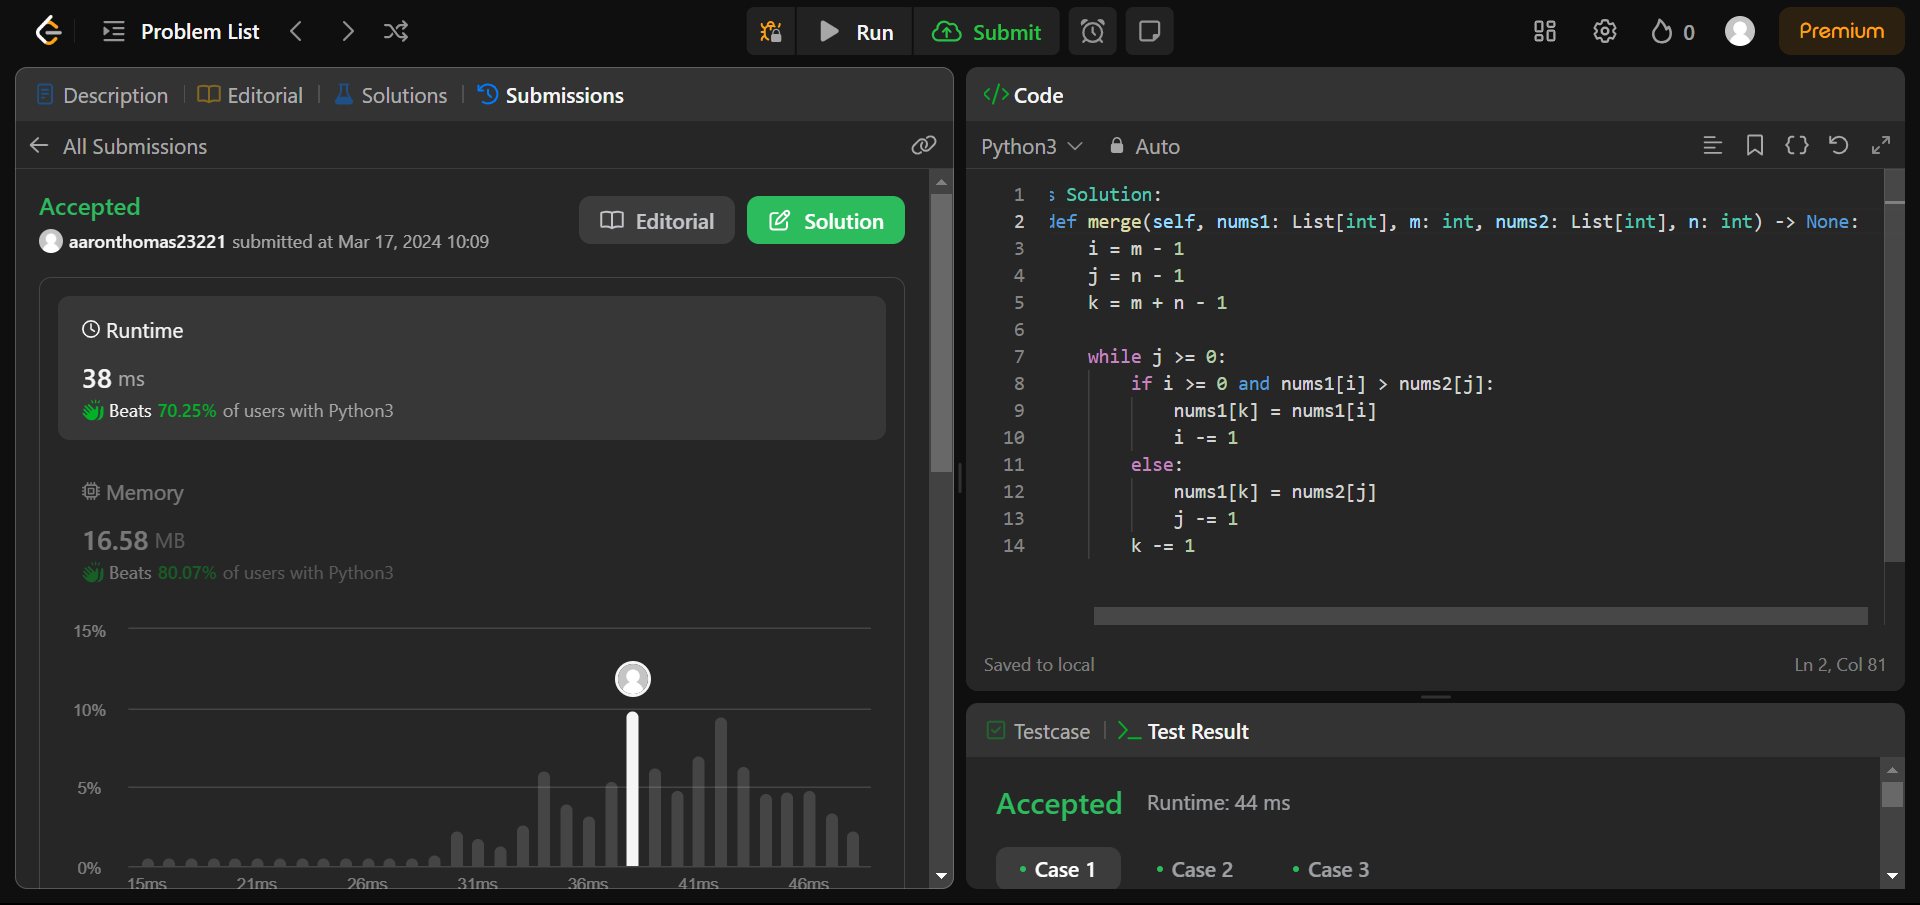 Problem List
Run
Submit
0
Premium
Description
Editorial
Solutions
Submissions
All Submissions
Accepted
Editorial
Solution
aaronthomas23221 submitted at Mar 17, 2024 10:09
Runtime
38 ms
Beats 70.25% of users with Python3
Memory
16.58 MB
Beats 80.07% of users with Python3
15%
10%
5%
0%
15ms 21ms 26ms 31ms 36ms 41ms 46ms
</> Code
Python3
Auto
1 s Solution:
2 def merge(self, nums1: List[int], m: int, nums2: List[int], n: int) -> None:
3 i = m - 1
4 j = n - 1
5 k = m + n - 1
6
7 while j >= 0:
8 if i >= 0 and nums1[i] > nums2[j]:
9 nums1[k] = nums1[i]
10 i -= 1
11 else:
12 nums1[k] = nums2[j]
13 j -= 1
14 k -= 1
Saved to local
Ln 2, Col 81
Testcase
Test Result
Accepted
Runtime: 44 ms
• Case 1
• Case 2
• Case 3